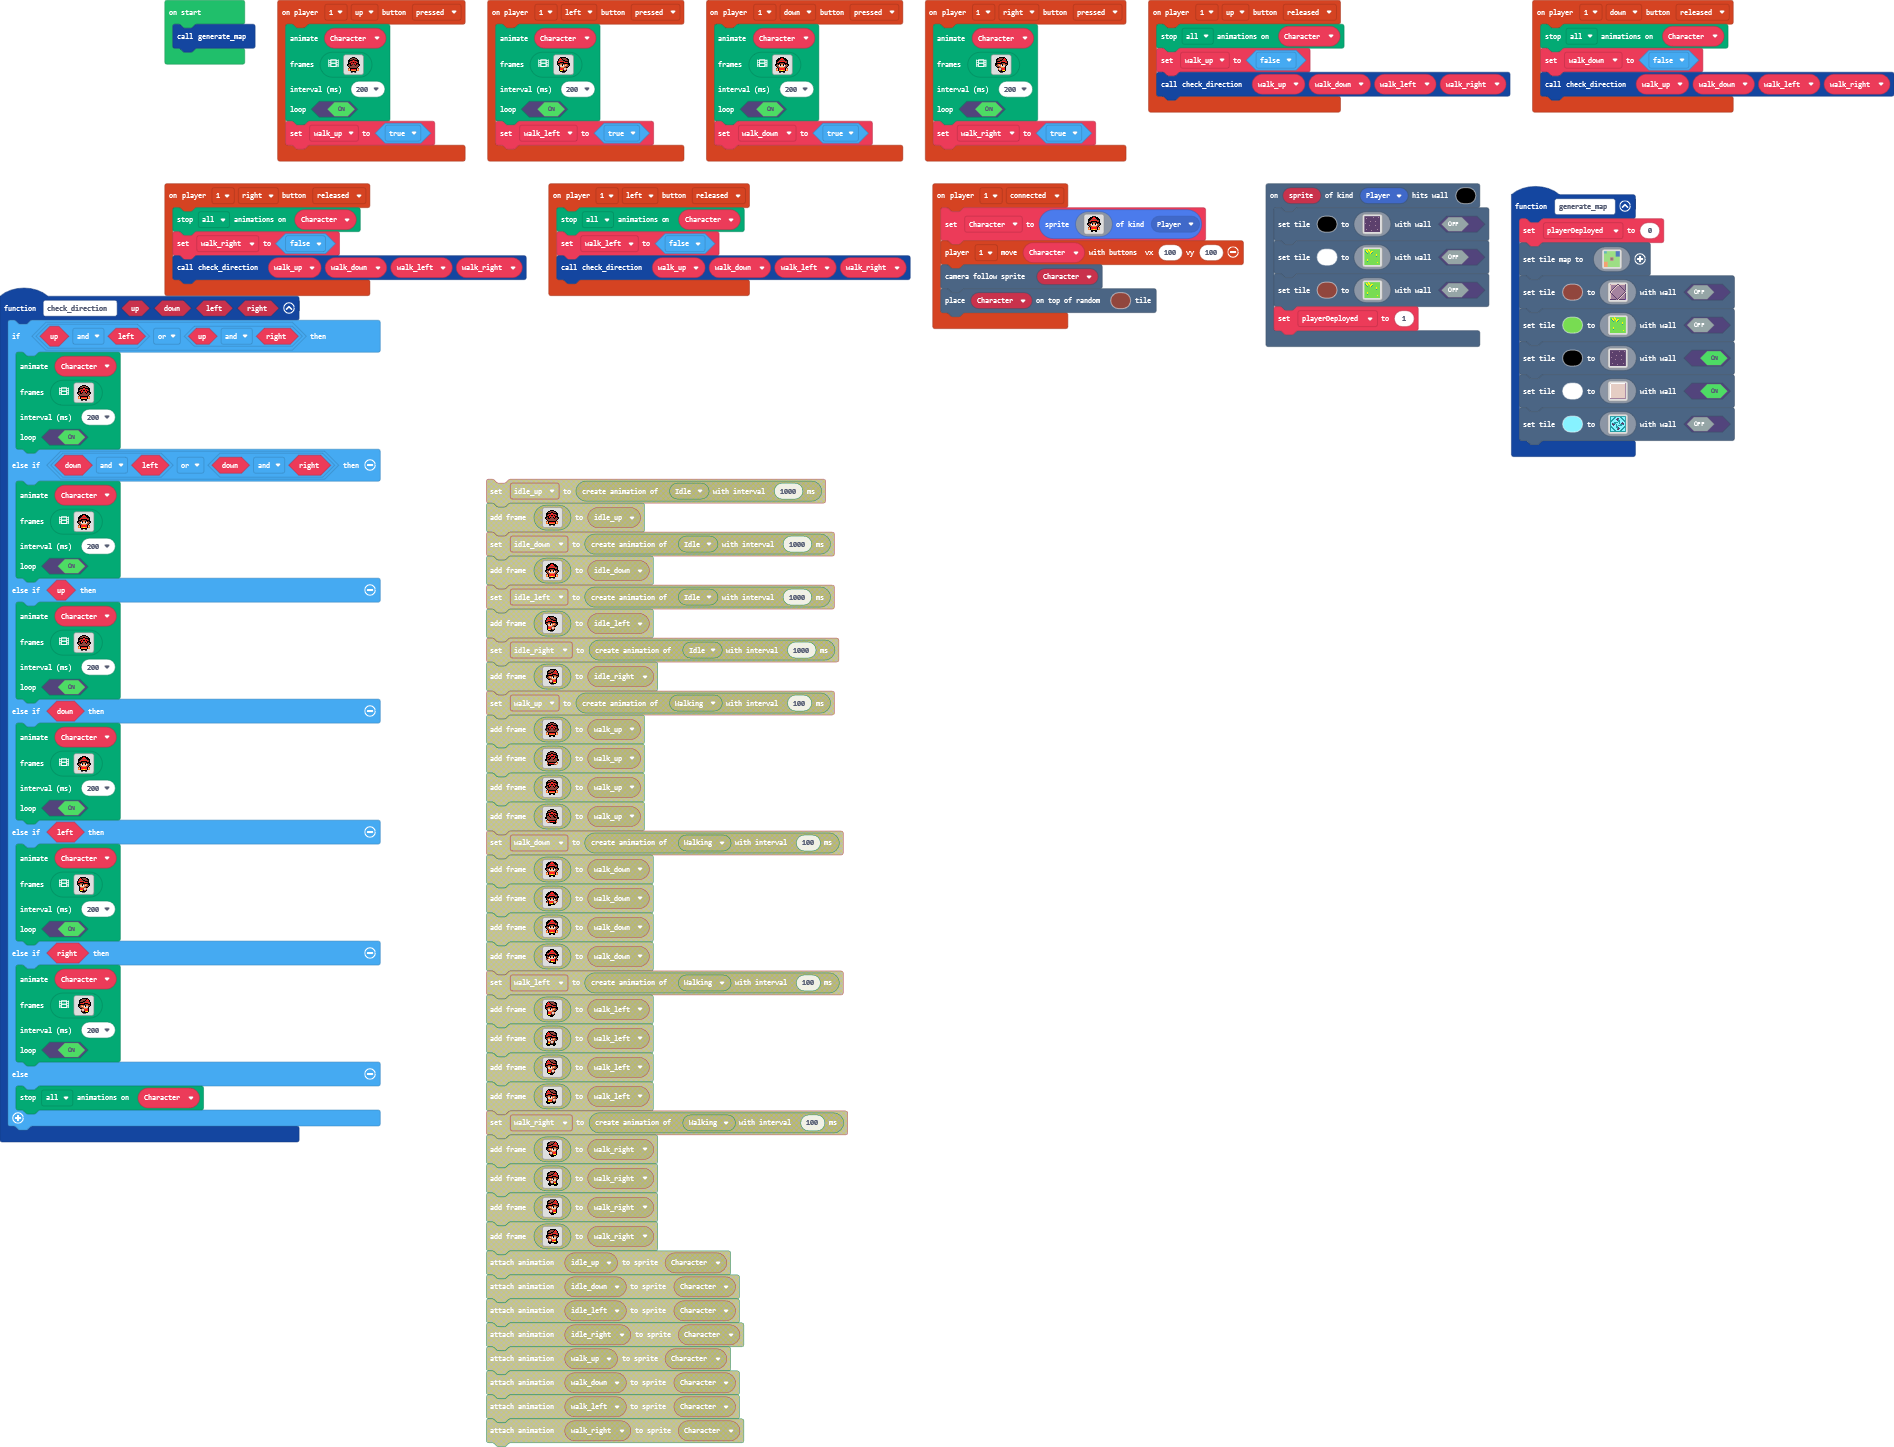 on start
call generate_map
on player 1 up button pressed
animate Character
frames
interval (ms) 200
loop ON
set walk_up to true
on player 1 left button pressed
animate Character
frames
interval (ms) 200
loop ON
set walk_left to true
on player 1 down button pressed
animate Character
frames
interval (ms) 200
loop ON
set walk_down to true
on player 1 right button pressed
animate Character
frames
interval (ms) 200
loop ON
set walk_right to true
on player 1 up button released
stop all animations on Character
set walk_up to false
call check_direction walk_up walk_down walk_left walk_right
on player 1 down button released
stop all animations on Character
set walk_down to false
call check_direction walk_up walk_down walk_left walk_right
on player 1 right button released
stop all animations on Character
set walk_right to false
call check_direction walk_up walk_down walk_left walk_right
on player 1 left button released
stop all animations on Character
set walk_left to false
call check_direction walk_up walk_down walk_left walk_right
on player 1 connected
set Character to sprite of kind Player
player 1 move Character with buttons vx 100 vy 100
camera follow sprite Character
place Character on top of random tile
on sprite of kind Player hits wall
set tile to with wall OFF
set tile to with wall OFF
set tile to with wall OFF
set playerDeployed to 1
function generate_map
set playerDeployed to 0
set tile map to
set tile to with wall OFF
set tile to with wall OFF
set tile to with wall ON
set tile to with wall ON
set tile to with wall OFF
function check_direction up down left right
if up and left or up and right then
animate Character
frames
interval (ms) 200
loop ON
else if down and left or down and right then
animate Character
frames
interval (ms) 200
loop ON
else if up then
animate Character
frames
interval (ms) 200
loop ON
else if down then
animate Character
frames
interval (ms) 200
loop ON
else if left then
animate Character
frames
interval (ms) 200
loop ON
else if right then
animate Character
frames
interval (ms) 200
loop ON
else
stop all animations on Character
set idle_up to create animation of Idle with interval 1000 ms
add frame to idle_up
set idle_down to create animation of Idle with interval 1000 ms
add frame to idle_down
set idle_left to create animation of Idle with interval 1000 ms
add frame to idle_left
set idle_right to create animation of Idle with interval 1000 ms
add frame to idle_right
set walk_up to create animation of Walking with interval 100 ms
add frame to walk_up
add frame to walk_up
add frame to walk_up
add frame to walk_up
set walk_down to create animation of Walking with interval 100 ms
add frame to walk_down
add frame to walk_down
add frame to walk_down
add frame to walk_down
set walk_left to create animation of Walking with interval 100 ms
add frame to walk_left
add frame to walk_left
add frame to walk_left
add frame to walk_left
set walk_right to create animation of Walking with interval 100 ms
add frame to walk_right
add frame to walk_right
add frame to walk_right
add frame to walk_right
attach animation idle_up to sprite Character
attach animation idle_down to sprite Character
attach animation idle_left to sprite Character
attach animation idle_right to sprite Character
attach animation walk_up to sprite Character
attach animation walk_down to sprite Character
attach animation walk_left to sprite Character
attach animation walk_right to sprite Character